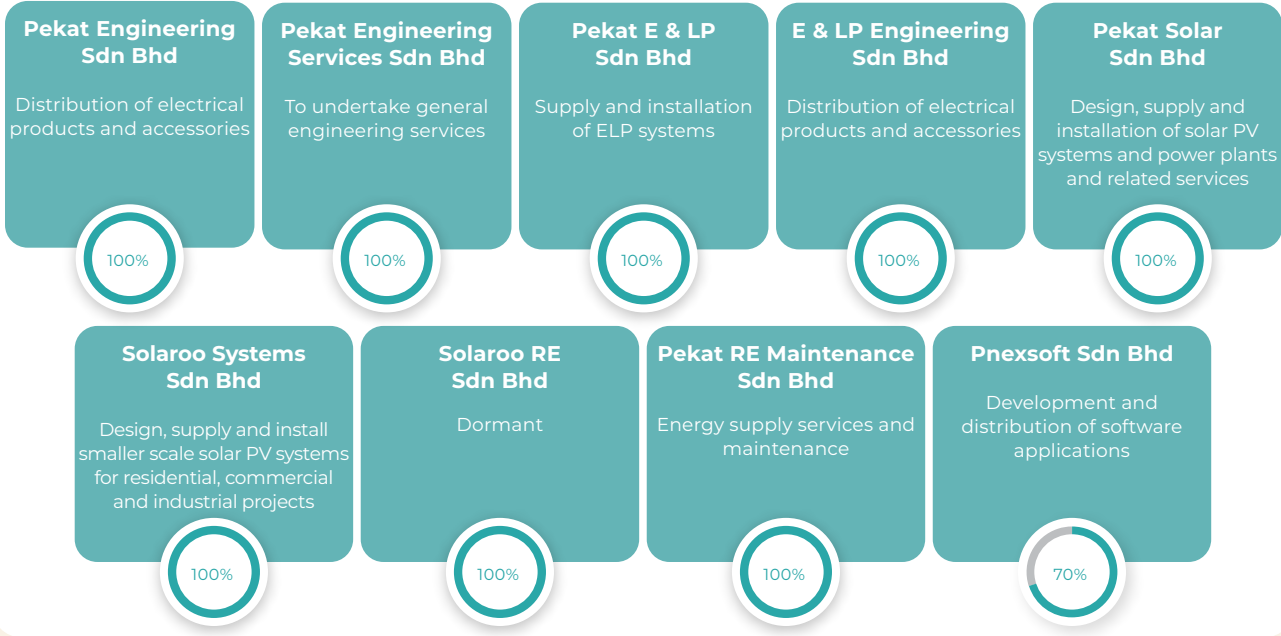 Pekat Engineering
Sdn Bhd
Distribution of electrical
products and accessories
100%
Pekat Engineering
Services Sdn Bhd
To undertake general
engineering services
100%
Pekat E & LP
Sdn Bhd
Supply and installation
of ELP systems
100%
E & LP Engineering
Sdn Bhd
Distribution of electrical
products and accessories
100%
Pekat Solar
Sdn Bhd
Design, supply and
installation of solar PV
systems and power plants
and related services
100%
Solaroo Systems
Sdn Bhd
Design, supply and install
smaller scale solar PV systems
for residential, commercial
and industrial projects
100%
Solaroo RE
Sdn Bhd
Dormant
100%
Pekat RE Maintenance
Sdn Bhd
Energy supply services and
maintenance
100%
Pnexsoft Sdn Bhd
Development and
distribution of software
applications
70%